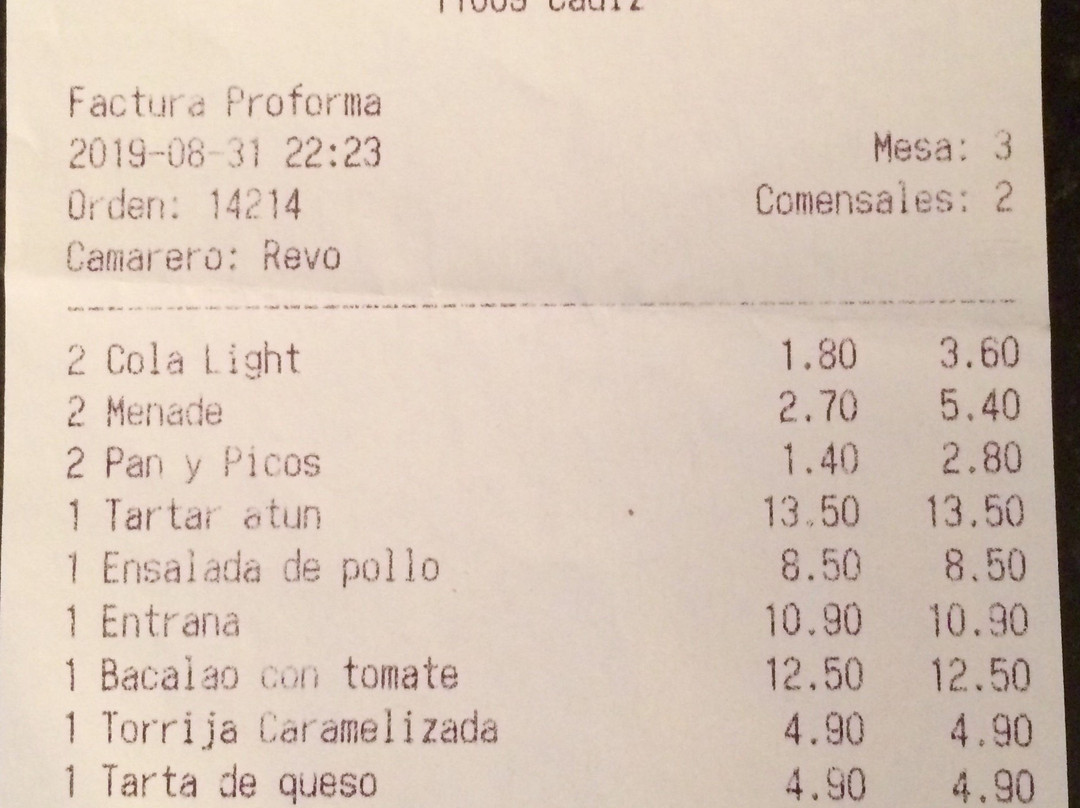 Cádiz
Factura Proforma
2019-08-31 22:23
Mesa: 3
Orden: 14214
Comensales: 2
Camarero: Revo
2 Cola Light 1.80 3.60
2 Menade 2.70 5.40
2 Pan y Picos 1.40 2.80
1 Tartar atun 13.50 13.50
1 Ensalada de pollo 8.50 8.50
1 Entrana 10.90 10.90
1 Bacalao con tomate 12.50 12.50
1 Torrija Caramelizada 4.90 4.90
1 Tarta de queso 4.90 4.90